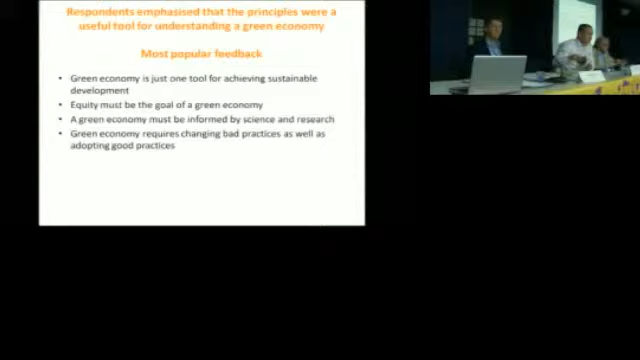 Respondents emphasised that the principles were a
useful tool for understanding a green economy
Most popular feedback
• Green economy is just one tool for achieving sustainable
development
• Equity must be the goal of a green economy
• A green economy must be informed by science and research
• Green economy requires changing bad practices as well as
adopting good practices